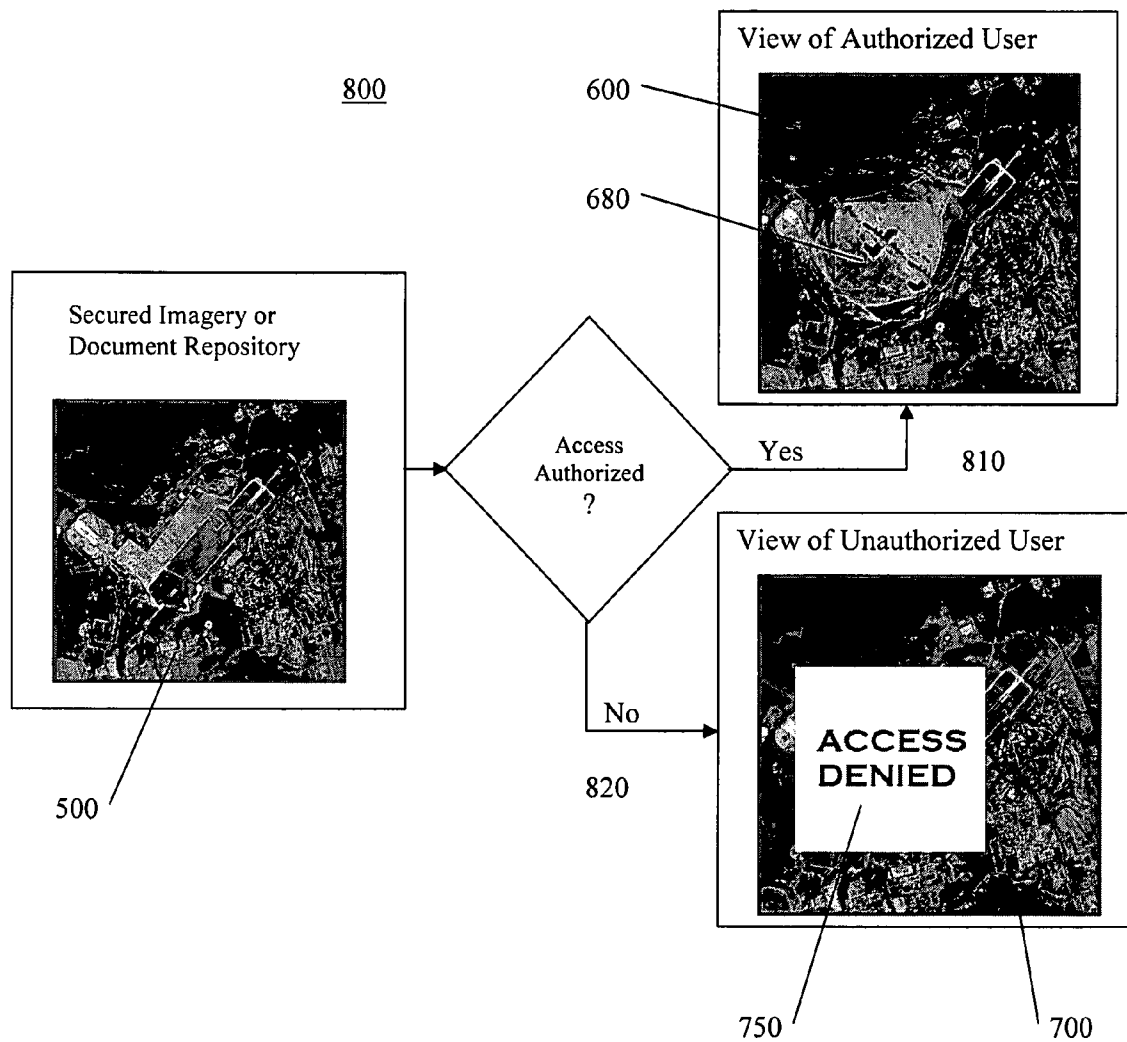 View of Authorized User
800
600
680
Secured Imagery or
Document Repository
Access
Authorized
?
Yes
810
View of Unauthorized User
No
ACCESS
DENIED
820
500
750
700